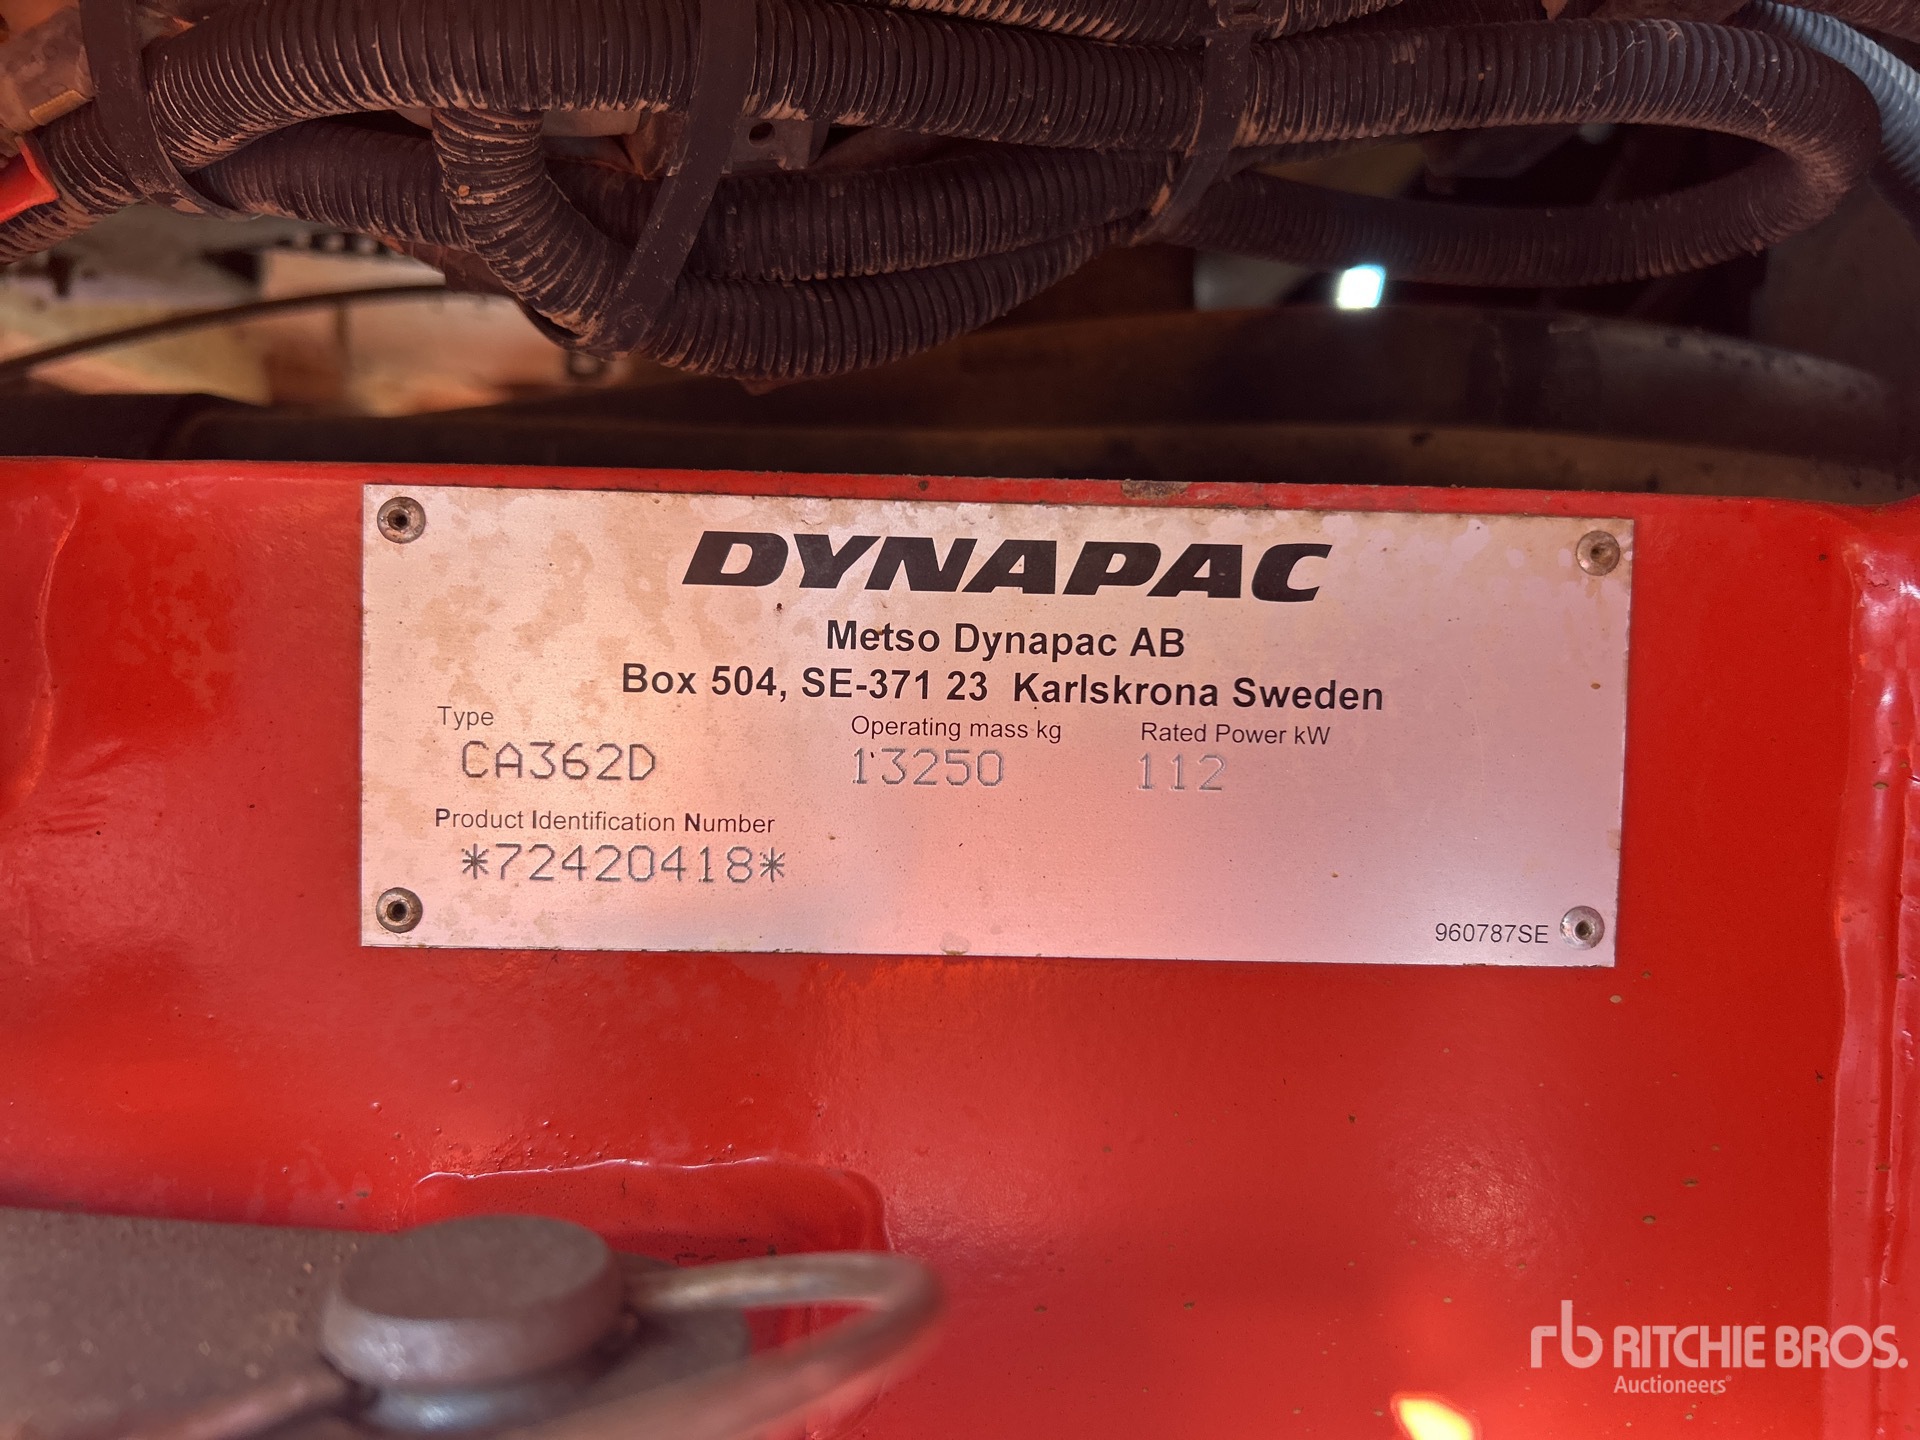 DYNAPAC
Metso Dynapac AB
Box 504, SE-371 23 Karlskrona Sweden
Type Operating mass kg Rated Power kW
CA362D 13250 112
Product Identification Number
*72420418*
960787SE
rb RITCHIE BROS.
Auctioneers